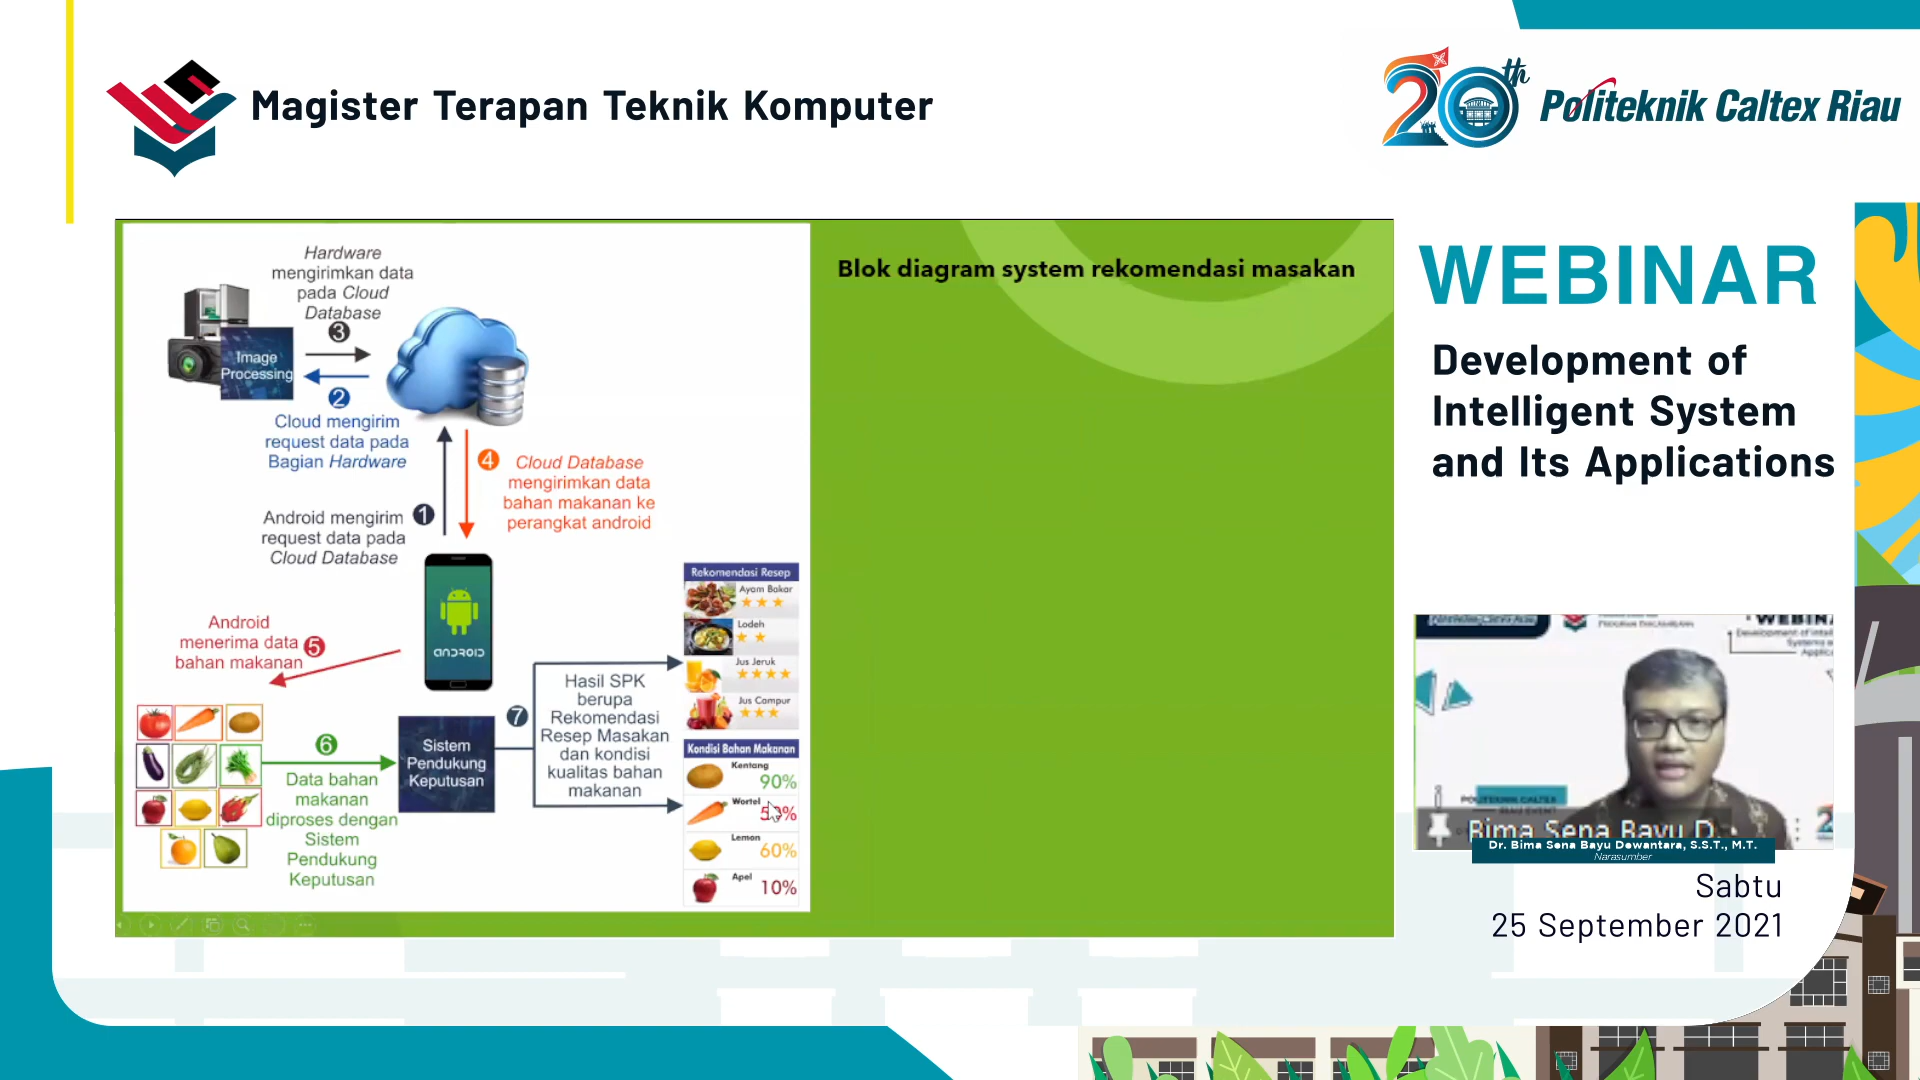 Magister Terapan Teknik Komputer
20th
Politeknik Caltex Riau
Blok diagram system rekomendasi masakan
Hardware
mengirimkan data
pada Cloud
Database
3
Image
Processing
2
Cloud mengirim
request data pada
Bagian Hardware
4
Cloud Database
mengirimkan data
bahan makanan ke
perangkat android
1
Android mengirim
request data pada
Cloud Database
ANDROID
Android
menerima data
bahan makanan
5
6
Data bahan
makanan
diproses dengan
Sistem
Pendukung
Keputusan
Sistem
Pendukung
Keputusan
7
Hasil SPK
berupa
Rekomendasi
Resep Masakan
dan kondisi
kualitas bahan
makanan
Rekomendasi Resep
Ayam Bakar
Lodeh
Jus Jeruk
Jus Campur
Kondisi Bahan Makanan
Kentang
90%
Wortel
Lemon
60%
Apel
10%
WEBINAR
Development of
Intelligent System
and Its Applications
Bima Sena Bayu D.
Dr. Bima Sena Bayu Dewantara, S.S.T., M.T.
Narasumber
Sabtu
25 September 2021